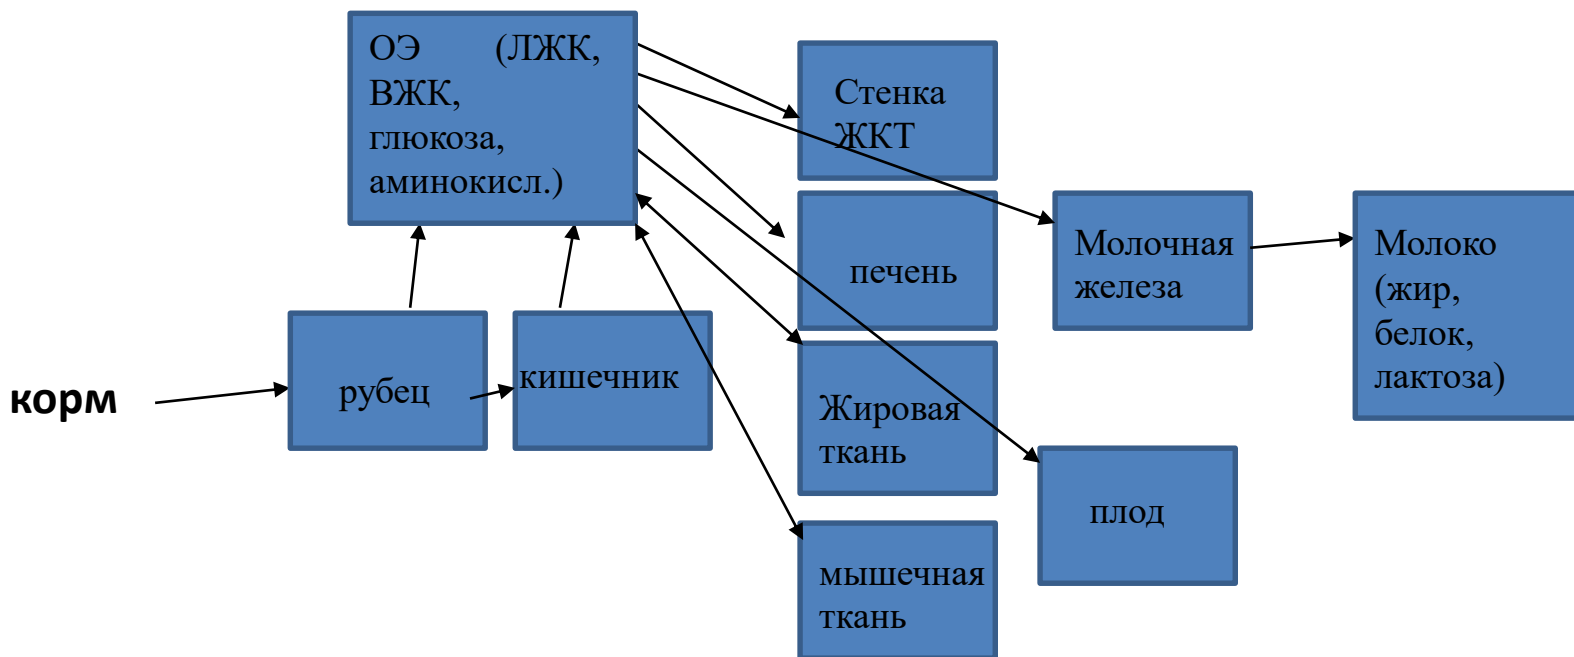 ОЭ (ЛЖК,
ВЖК,
глюкоза,
аминокисл.)
Стенка
ЖКТ
печень
Молочная
железа
Молоко
(жир,
белок,
лактоза)
корм
рубец
кишечник
Жировая
ткань
плод
мышечная
ткань